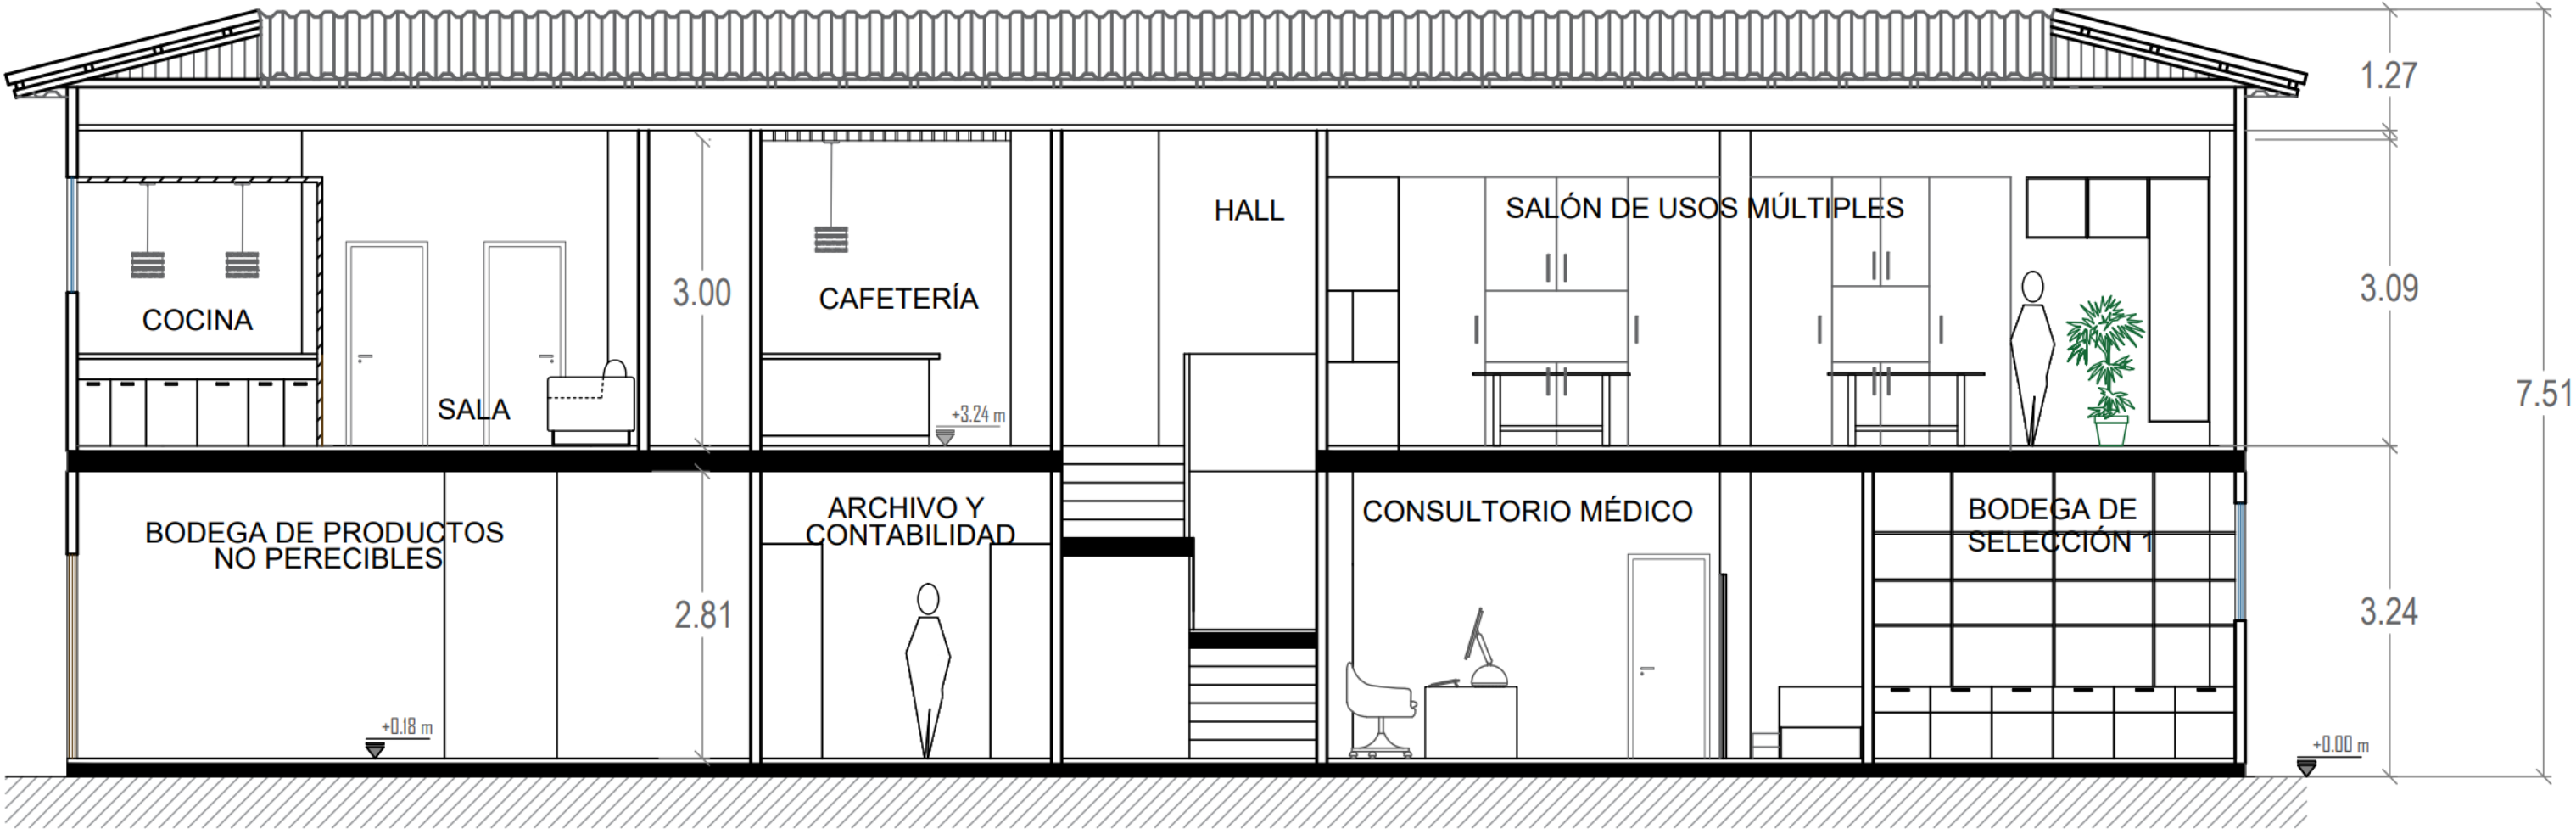 1.27
HALL
SALÓN DE USOS MÚLTIPLES
3.00
CAFETERÍA
3.09
COCINA
7.51
SALA
+3.24 m
ARCHIVO Y
CONTABILIDAD
CONSULTORIO MÉDICO
BODEGA DE
SELECCIÓN 1
BODEGA DE PRODUCTOS
NO PERECIBLES
2.81
3.24
+0.18 m
+0.00 m